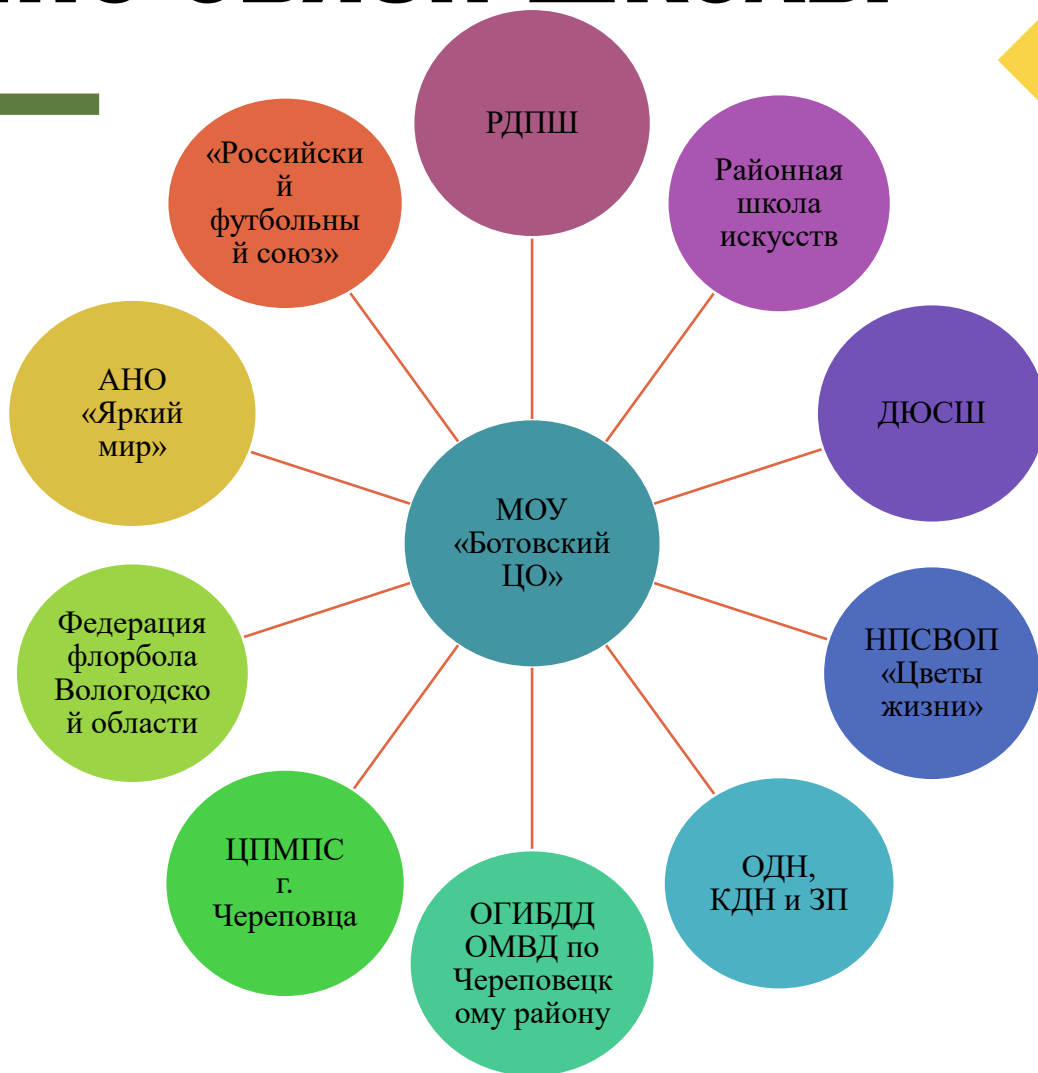 РДПШ
Районная
школа
искусств
ДЮСШ
НПСВОП
«Цветы
жизни»
ОДН,
КДН и ЗП
ОГИБДД
ОМВД по
Череповецк
ому району
ЦПМПС
г.
Череповца
Федерация
флорбола
Вологодско
й области
АНО
«Яркий
мир»
«Российски
й
футбольны
й союз»
МОУ
«Ботовский
ЦО»